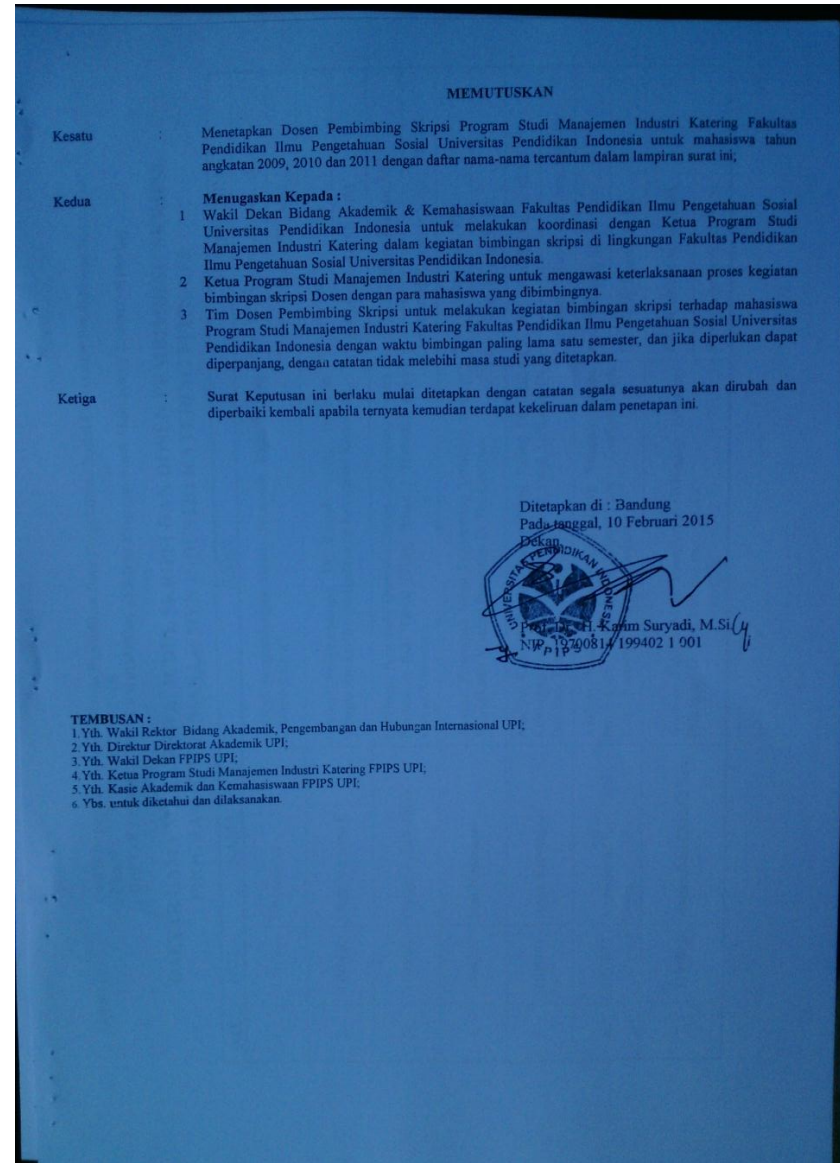 MEMUTUSKAN
Kesatu : Menetapkan Dosen Pembimbing Skripsi Program Studi Manajemen Industri Katering Fakultas
Pendidikan Ilmu Pengetahuan Sosial Universitas Pendidikan Indonesia untuk mahasiswa tahun
angkatan 2009, 2010 dan 2011 dengan daftar nama-nama tercantum dalam lampiran surat ini;
Kedua : Menugaskan Kepada :
1 Wakil Dekan Bidang Akademik & Kemahasiswaan Fakultas Pendidikan Ilmu Pengetahuan Sosial
Universitas Pendidikan Indonesia untuk melakukan koordinasi dengan Ketua Program Studi
Manajemen Industri Katering dalam kegiatan bimbingan skripsi di lingkungan Fakultas Pendidikan
Ilmu Pengetahuan Sosial Universitas Pendidikan Indonesia.
2 Ketua Program Studi Manajemen Industri Katering untuk mengawasi keterlaksanaan proses kegiatan
bimbingan skripsi Dosen dengan para mahasiswa yang dibimbingnya.
3 Tim Dosen Pembimbing Skripsi untuk melakukan kegiatan bimbingan skripsi terhadap mahasiswa
Program Studi Manajemen Industri Katering Fakultas Pendidikan Ilmu Pengetahuan Sosial Universitas
Pendidikan Indonesia dengan waktu bimbingan paling lama satu semester, dan jika diperlukan dapat
diperpanjang, dengan catatan tidak melebihi masa studi yang ditetapkan.
Ketiga : Surat Keputusan ini berlaku mulai ditetapkan dengan catatan segala sesuatunya akan dirubah dan
diperbaiki kembali apabila ternyata kemudian terdapat kekeliruan dalam penetapan ini.
Ditetapkan di : Bandung
Pada tanggal, 10 Februari 2015
Dekan
UNIVERSITAS PENDIDIKAN INDONESIA
Prof. Dr. H. Karim Suryadi, M.Si.
NIP. 19700814 199402 1 001
FPIPS
TEMBUSAN :
1. Yth. Wakil Rektor Bidang Akademik, Pengembangan dan Hubungan Internasional UPI;
2. Yth. Direktur Direktorat Akademik UPI;
3. Yth. Wakil Dekan FPIPS UPI;
4. Yth. Ketua Program Studi Manajemen Industri Katering FPIPS UPI;
5. Yth. Kasie Akademik dan Kemahasiswaan FPIPS UPI;
6. Ybs. untuk diketahui dan dilaksanakan.